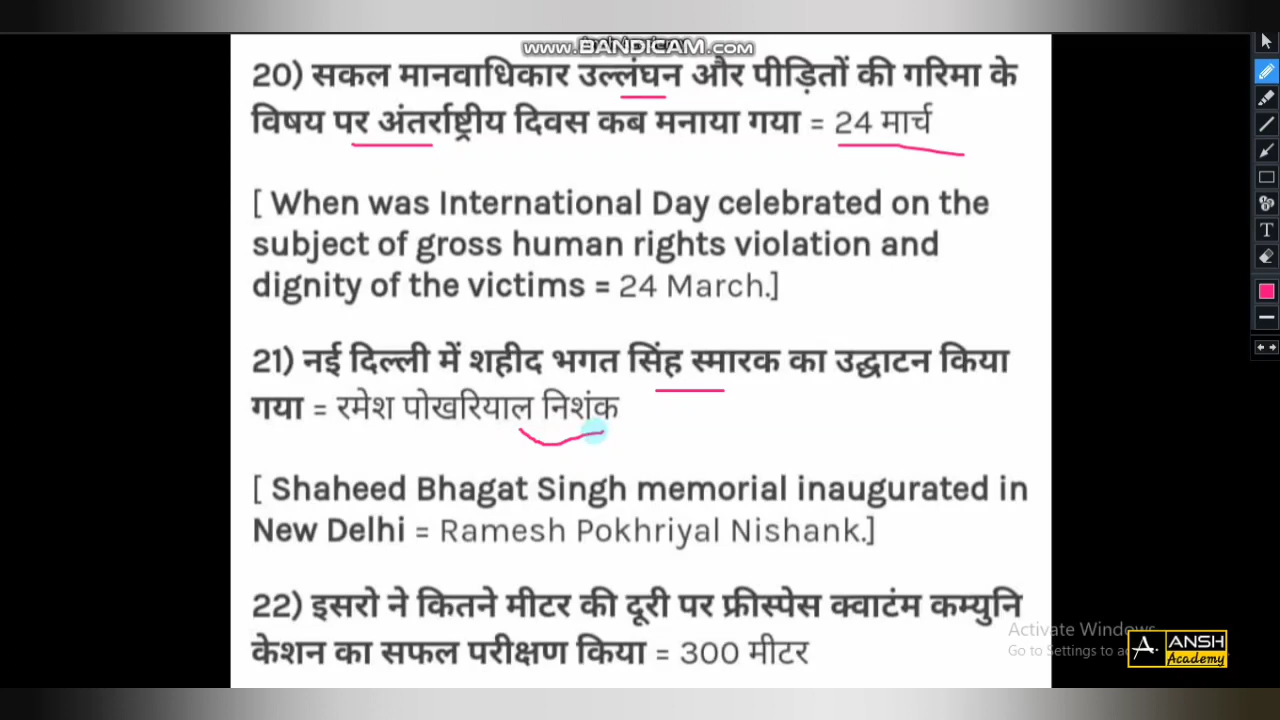 www.BANDICAM.com
20) सकल मानवाधिकार उल्लंघन और पीड़ितों की गरिमा के
विषय पर अंतर्राष्ट्रीय दिवस कब मनाया गया = 24 मार्च
[ When was International Day celebrated on the
subject of gross human rights violation and
dignity of the victims = 24 March.]
21) नई दिल्ली में शहीद भगत सिंह स्मारक का उद्घाटन किया
गया = रमेश पोखरियाल निशंक
[ Shaheed Bhagat Singh memorial inaugurated in
New Delhi = Ramesh Pokhriyal Nishank.]
22) इसरो ने कितने मीटर की दूरी पर फ्रीस्पेस क्वाटंम कम्युनि
केशन का सफल परीक्षण किया = 300 मीटर
Activate Windows
Go to Settings to
A. ANSH
Academy
T